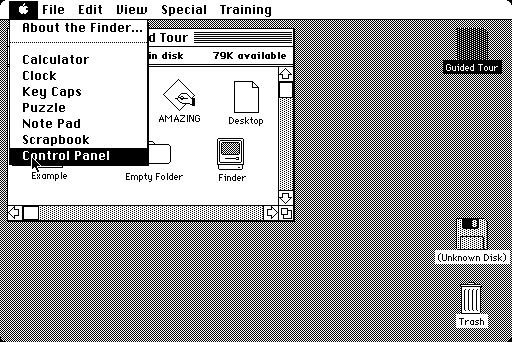 File Edit View Special Training
About the Finder...
d Tour
in disk 79K available
Calculator
Clock
Key Caps
Puzzle
Note Pad
Scrapbook
Control Panel
AMAZING
Desktop
Example
Empty Folder
Finder
Guided Tour
(Unknown Disk)
Trash